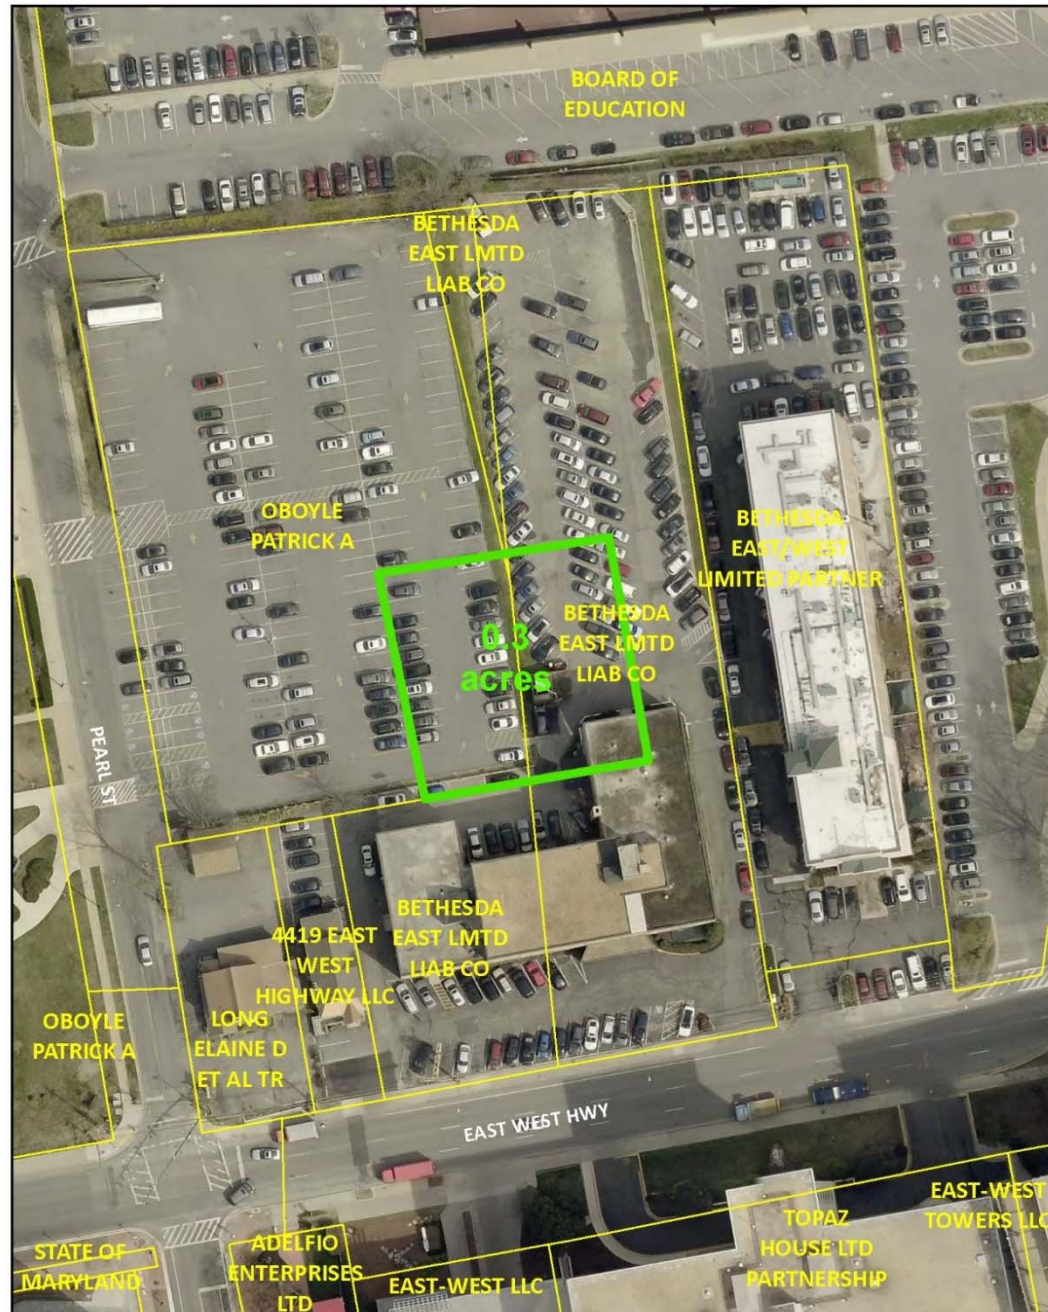 BOARD OF
EDUCATION
BETHESDA
EAST LMTD
LIAB CO
OBOYLE
PATRICK A
BETHESDA
EAST/WEST
LIMITED PARTNER
0.3
acres
BETHESDA
EAST LMTD
LIAB CO
PEARL ST
BETHESDA
EAST LMTD
LIAB CO
4419 EAST
WEST
HIGHWAY LLC
OBOYLE
PATRICK A
LONG
ELAINE D
ET AL TR
EAST WEST HWY
STATE OF
MARYLAND
ADELFIO
ENTERPRISES
LTD
EAST-WEST LLC
TOPAZ
HOUSE LTD
PARTNERSHIP
EAST-WEST
TOWERS LLC